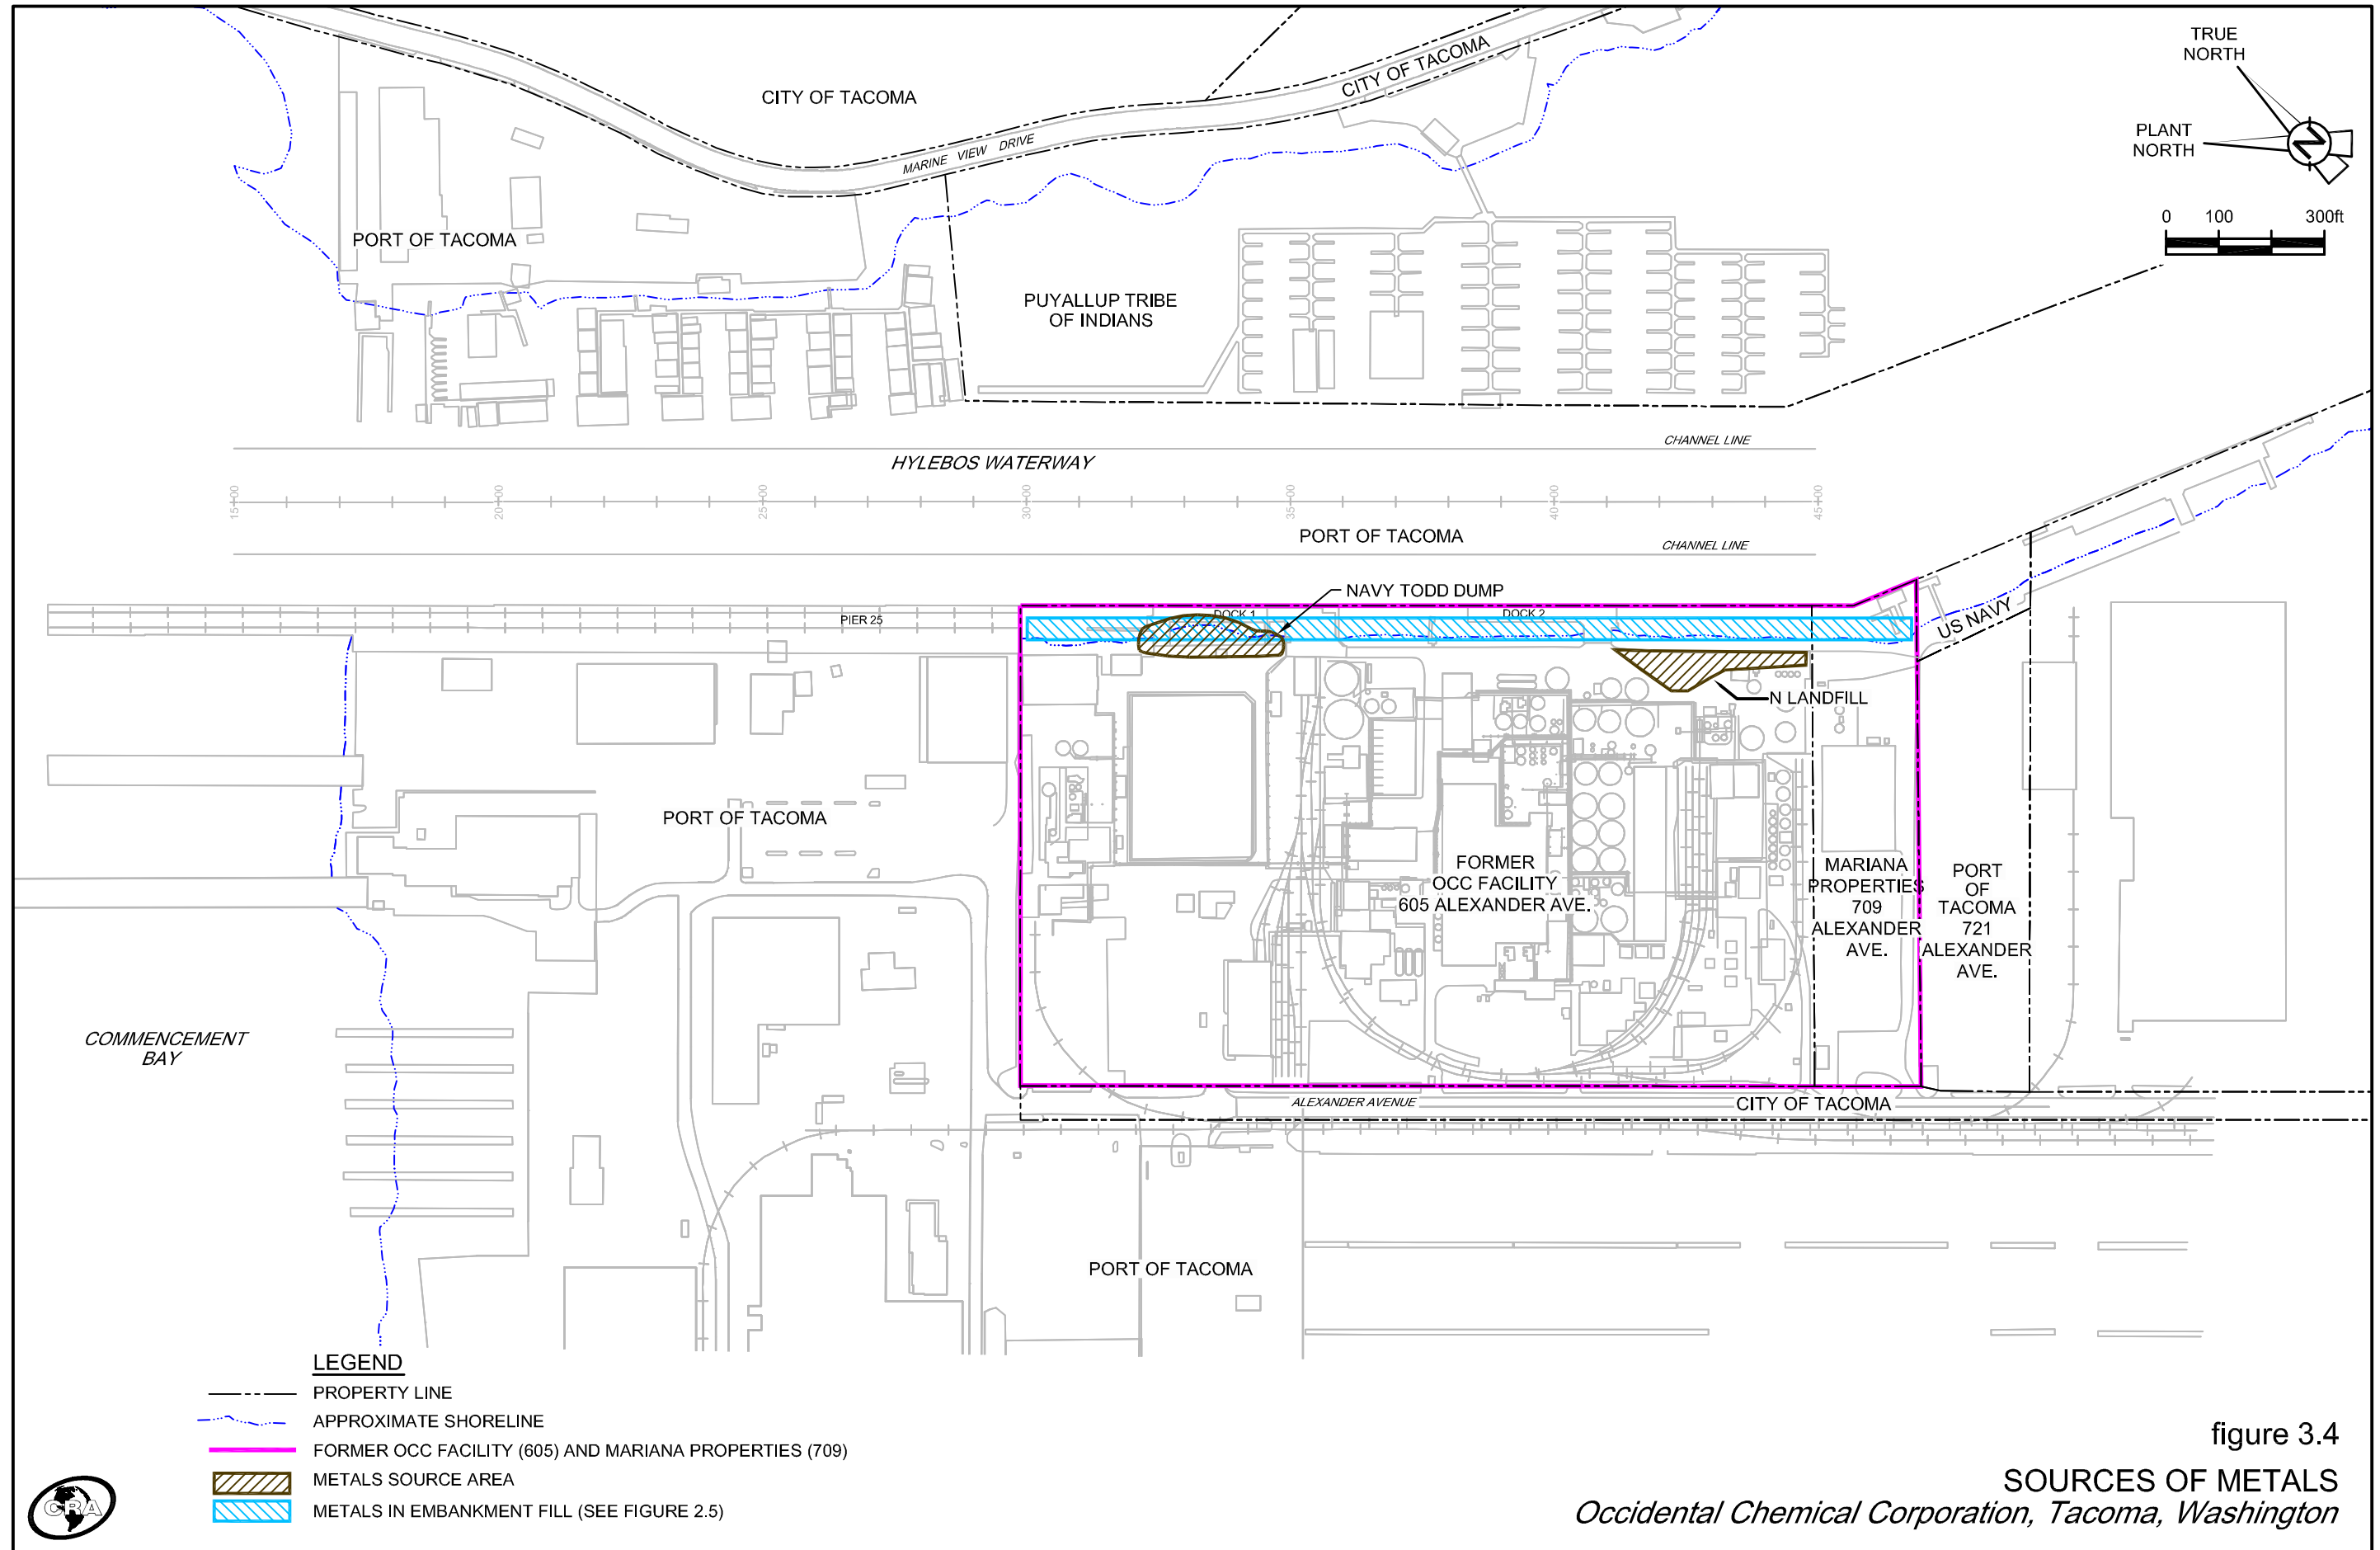 TRUE
NORTH
PLANT
NORTH
0 100 300ft
CITY OF TACOMA
CITY OF TACOMA
MARINE VIEW DRIVE
PORT OF TACOMA
PUYALLUP TRIBE
OF INDIANS
CHANNEL LINE
HYLEBOS WATERWAY
15+00 20+00 25+00 30+00 35+00 40+00 45+00
PORT OF TACOMA
CHANNEL LINE
NAVY TODD DUMP
PIER 25
DOCK 1
DOCK 2
US NAVY
N LANDFILL
PORT OF TACOMA
FORMER
OCC FACILITY
605 ALEXANDER AVE.
MARIANA
PROPERTIES
709
ALEXANDER
AVE.
PORT
OF
TACOMA
721
ALEXANDER
AVE.
COMMENCEMENT
BAY
ALEXANDER AVENUE
CITY OF TACOMA
PORT OF TACOMA
LEGEND
PROPERTY LINE
APPROXIMATE SHORELINE
FORMER OCC FACILITY (605) AND MARIANA PROPERTIES (709)
METALS SOURCE AREA
METALS IN EMBANKMENT FILL (SEE FIGURE 2.5)
CRA
figure 3.4
SOURCES OF METALS
Occidental Chemical Corporation, Tacoma, Washington